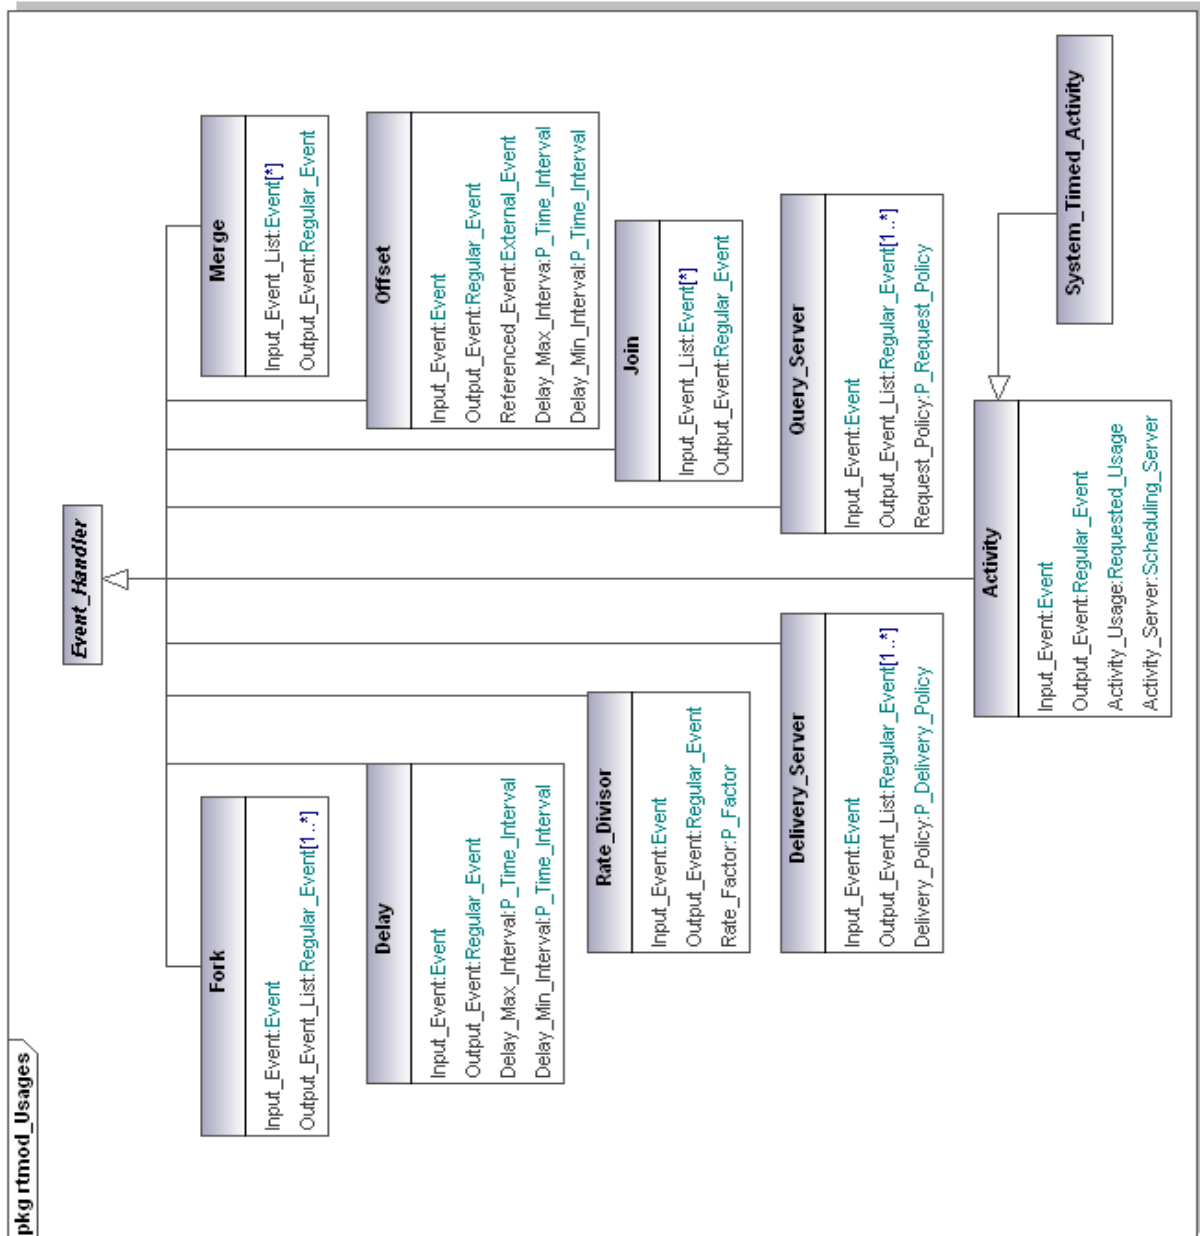 pkg rtmod_Usages
Event_Handler
Fork
Input_Event:Event
Output_Event_List:Regular_Event[1..*]
Merge
Input_Event_List:Event[*]
Output_Event:Regular_Event
Delay
Input_Event:Event
Output_Event:Regular_Event
Delay_Max_Interval:P_Time_Interval
Delay_Min_Interval:P_Time_Interval
Offset
Input_Event:Event
Output_Event:Regular_Event
Referenced_Event:External_Event
Delay_Max_Interva:P_Time_Interval
Delay_Min_Interval:P_Time_Interval
Rate_Divisor
Input_Event:Event
Output_Event:Regular_Event
Rate_Factor:P_Factor
Join
Input_Event_List:Event[*]
Output_Event:Regular_Event
Delivery_Server
Input_Event:Event
Output_Event_List:Regular_Event[1..*]
Delivery_Policy:P_Delivery_Policy
Query_Server
Input_Event:Event
Output_Event_List:Regular_Event[1..*]
Request_Policy:P_Request_Policy
Activity
Input_Event:Event
Output_Event:Regular_Event
Activity_Usage:Requested_Usage
Activity_Server:Scheduling_Server
System_Timed_Activity